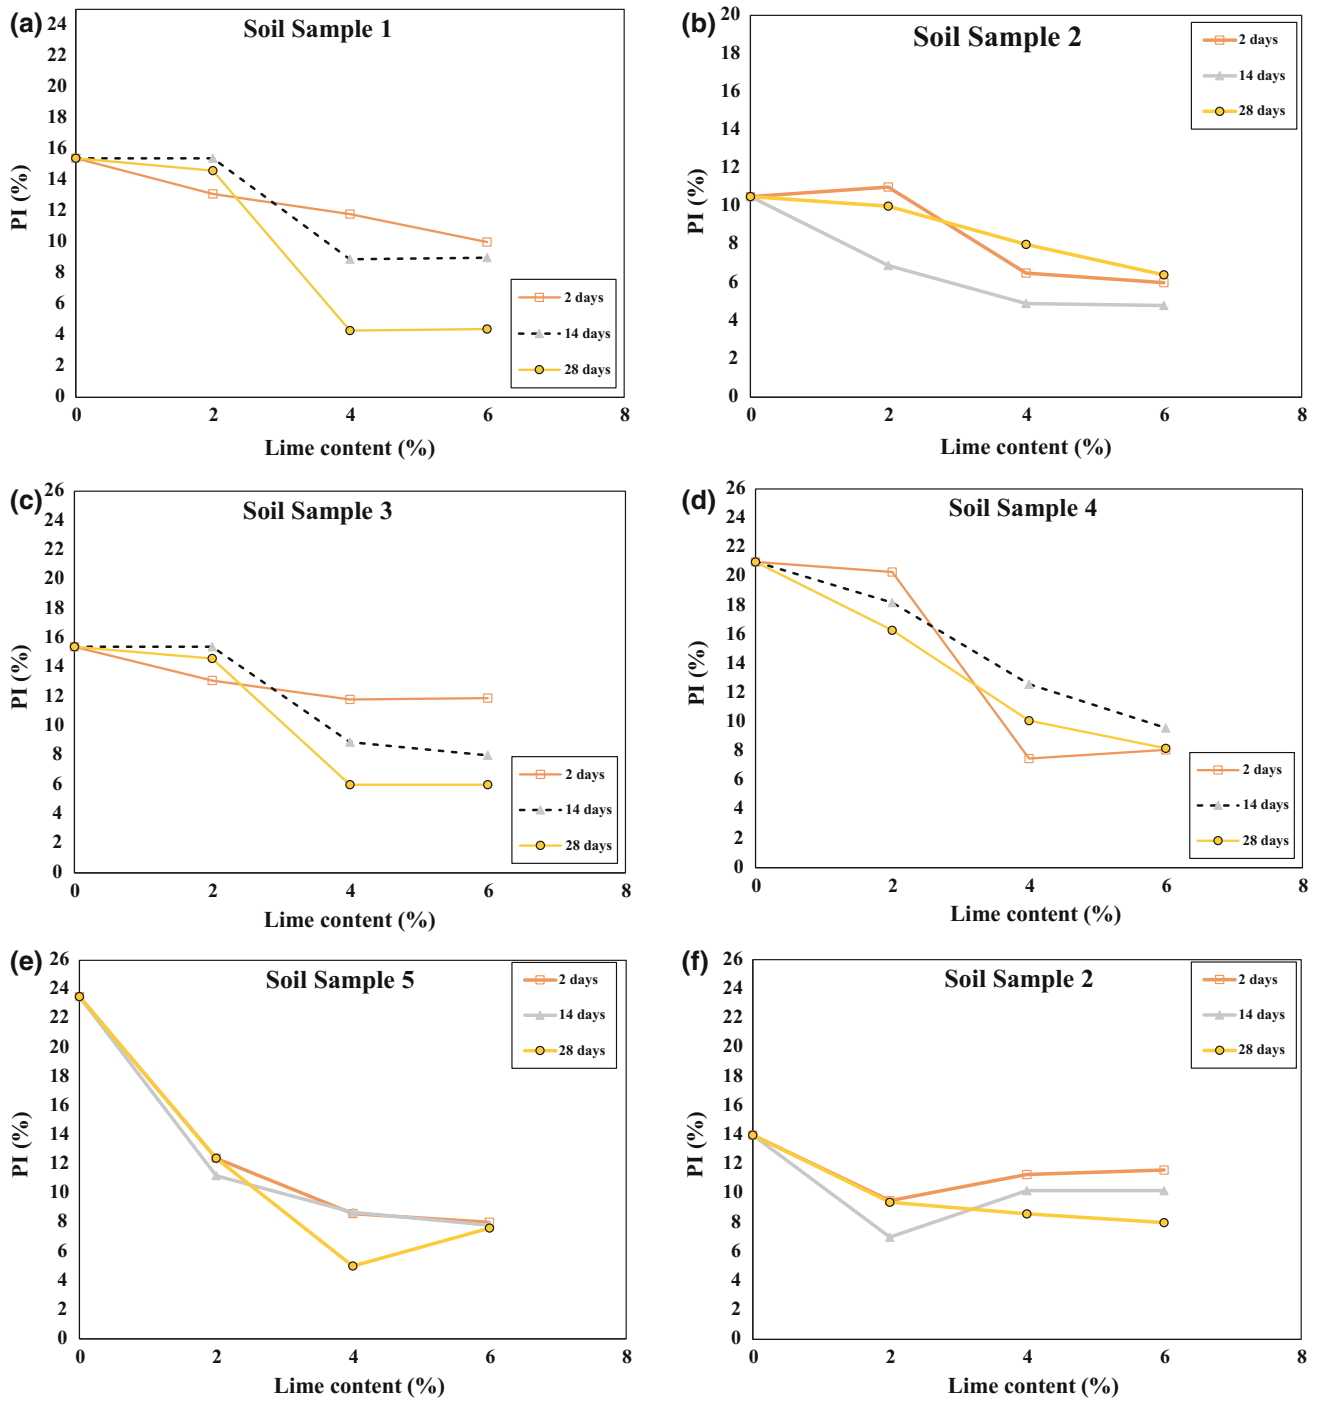 (a)
Soil Sample 1
24
22
20
18
16
14
12
10
8
6
4
2
0
PI (%)
0 2 4 6 8
Lime content (%)
2 days
14 days
28 days
(b)
Soil Sample 2
20
18
16
14
12
10
8
6
4
2
0
PI (%)
0 2 4 6 8
Lime content (%)
2 days
14 days
28 days
(c)
Soil Sample 3
26
24
22
20
18
16
14
12
10
8
6
4
2
0
PI (%)
0 2 4 6 8
Lime content (%)
2 days
14 days
28 days
(d)
Soil Sample 4
26
24
22
20
18
16
14
12
10
8
6
4
2
0
PI (%)
0 2 4 6 8
Lime content (%)
2 days
14 days
28 days
(e)
Soil Sample 5
26
24
22
20
18
16
14
12
10
8
6
4
2
0
PI (%)
0 2 4 6 8
Lime content (%)
2 days
14 days
28 days
(f)
Soil Sample 2
26
24
22
20
18
16
14
12
10
8
6
4
2
0
PI (%)
0 2 4 6 8
Lime content (%)
2 days
14 days
28 days